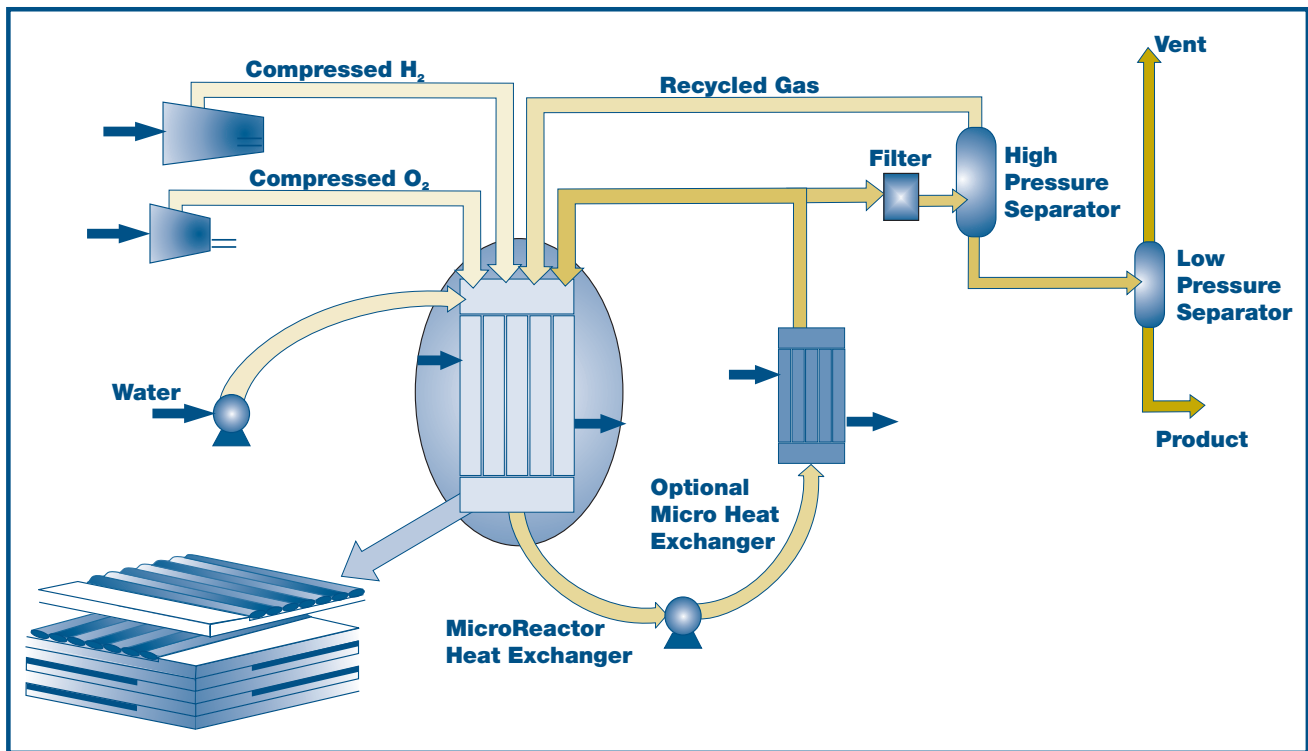 Compressed H₂
Recycled Gas
Vent
Filter
High
Pressure
Separator
Compressed O₂
Low
Pressure
Separator
Water
Product
Optional
Micro Heat
Exchanger
MicroReactor
Heat Exchanger